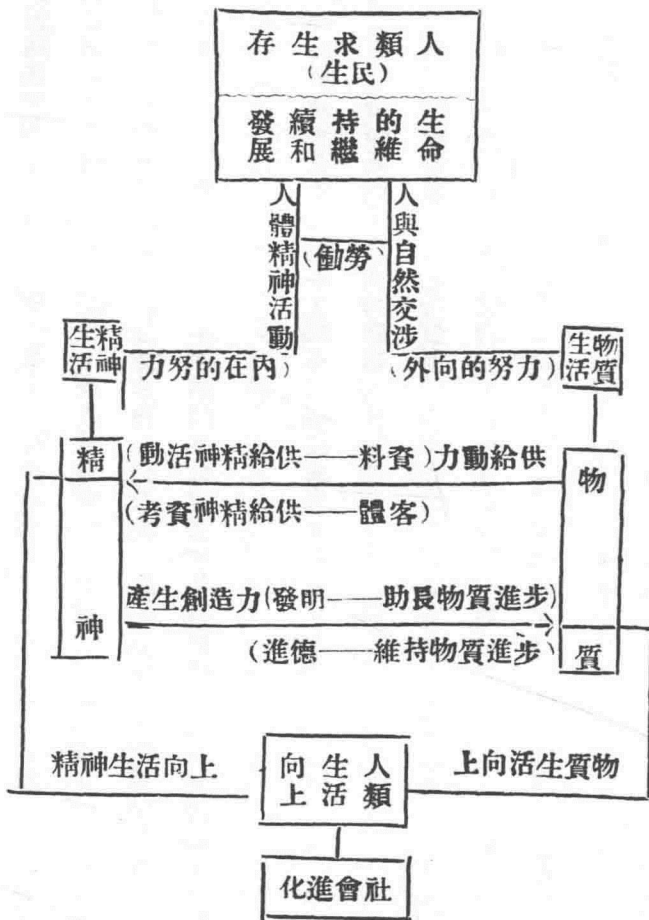 人類求生存
(民生)
生命的維持繼續和發展
人與自然交涉
(勞働)
人體精神活動
物質生活
(外向的努力)
(內在的努力
精神生活
物質
精神
供給動力(資料——供給精神活動)
(客體——供給精神資考)
產生創造力(發明——助長物質進步)
(進德——維持物質進步)
物質生活向上
人類生活向上
精神生活向上
社會進化